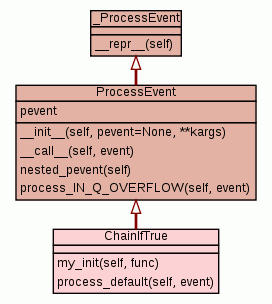 _ProcessEvent
__repr__(self)
ProcessEvent
pevent
__init__(self, pevent=None, **kargs)
__call__(self, event)
nested_pevent(self)
process_IN_Q_OVERFLOW(self, event)
ChainIfTrue
my_init(self, func)
process_default(self, event)